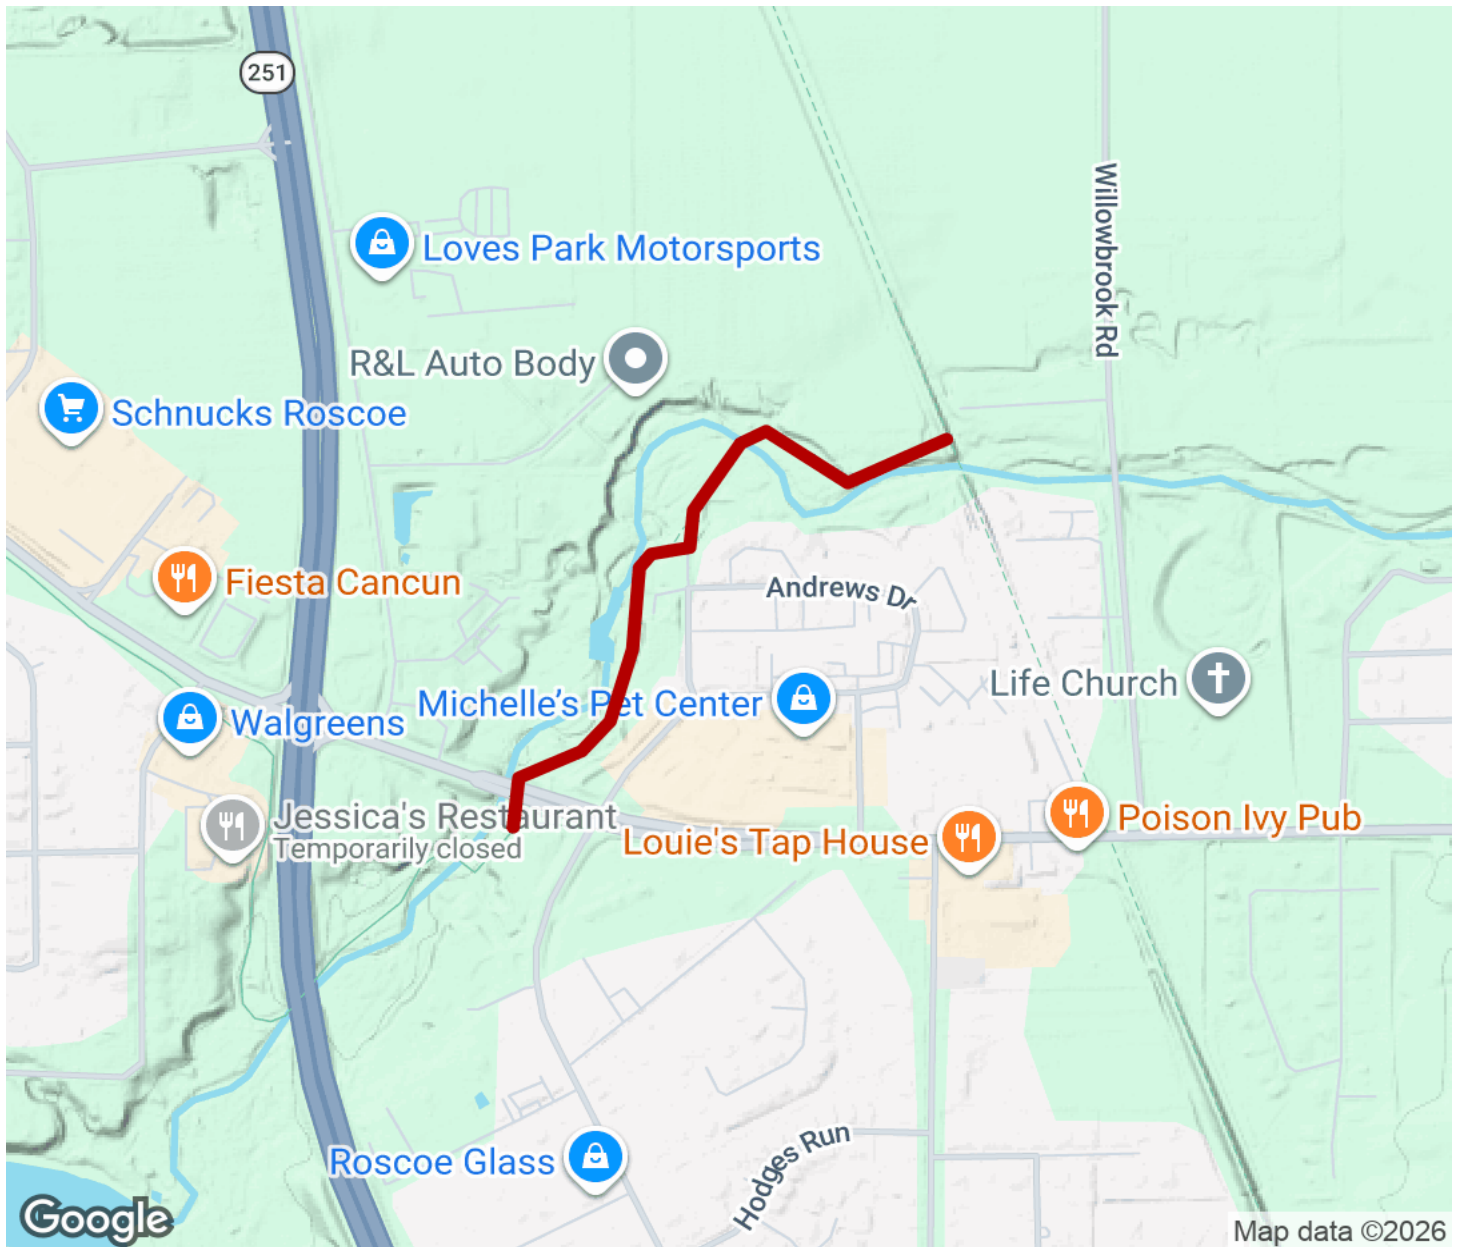 251
Willowbrook Rd
Loves Park Motorsports
R&L Auto Body
Schnucks Roscoe
Fiesta Cancun
Andrews Dr
Life Church
Michelle's Pet Center
Walgreens
Jessica's Restaurant
Temporarily closed
Louie's Tap House
Poison Ivy Pub
Roscoe Glass
Hodges Run
Google
Map data ©2026